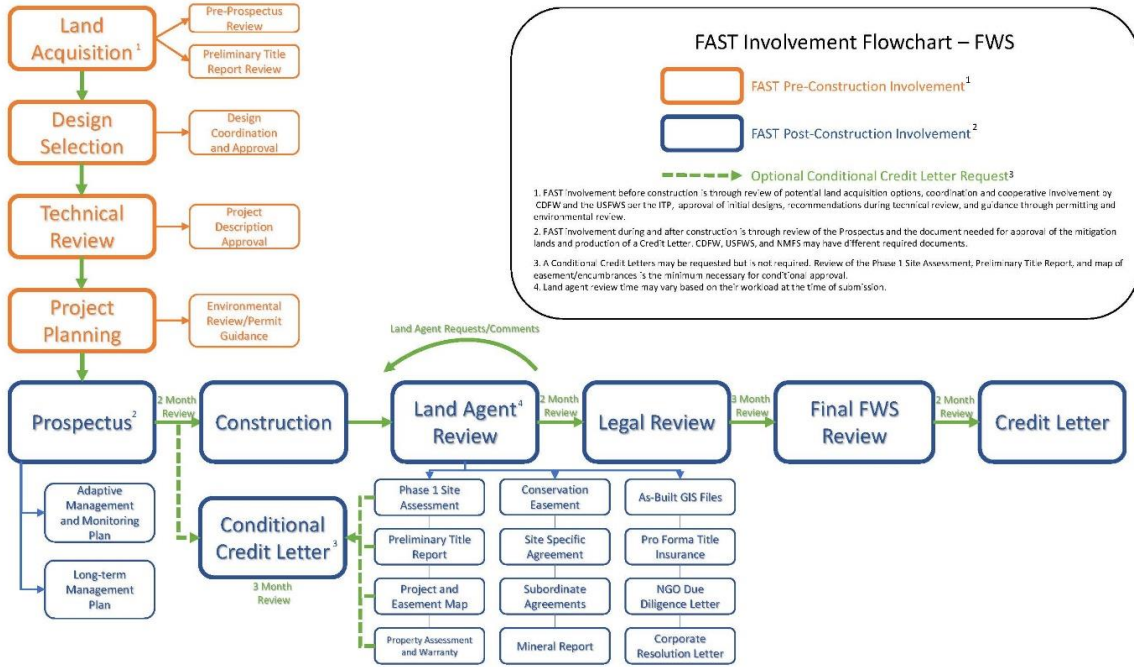 Land
Acquisition 1
Pre-Prospectus
Review
Preliminary Title
Report Review
Design
Selection
Design
Coordination
and Approval
Technical
Review
Project
Description
Approval
Project
Planning
Environmental
Review/Permit
Guidance
FAST Involvement Flowchart – FWS
FAST Pre-Construction Involvement1
FAST Post-Construction Involvement2
Optional Conditional Credit Letter Request3
1. FAST involvement before construction is through review of potential land acquisition options, coordination and cooperative involvement by
CDFW and the USFWS per the ITP, approval of initial designs, recommendations during technical review, and guidance through permitting and
environmental review.
2. FAST involvement during and after construction is through review of the Prospectus and the document needed for approval of the mitigation
lands and production of a Credit Letter. CDFW, USFWS, and NMFS may have different required documents.
3. A Conditional Credit Letters may be requested but is not required. Review of the Phase 1 Site Assessment, Preliminary Title Report, and map of
easement/encumbrances is the minimum necessary for conditional approval.
4. Land agent review time may vary based on their workload at the time of submission.
Land Agent Requests/Comments
Prospectus2
2 Month
Review
Construction
Land Agent4
Review
2 Month
Review
Legal Review
3 Month
Review
Final FWS
Review
2 Month
Review
Credit Letter
Adaptive
Management
and Monitoring
Plan
Long-term
Management
Plan
Conditional
Credit Letter3
3 Month
Review
Phase 1 Site
Assessment
Preliminary Title
Report
Project and
Easement Map
Property Assessment
and Warranty
Conservation
Easement
Site Specific
Agreement
Subordinate
Agreements
Mineral Report
As-Built GIS Files
Pro Forma Title
Insurance
NGO Due
Diligence Letter
Corporate
Resolution Letter